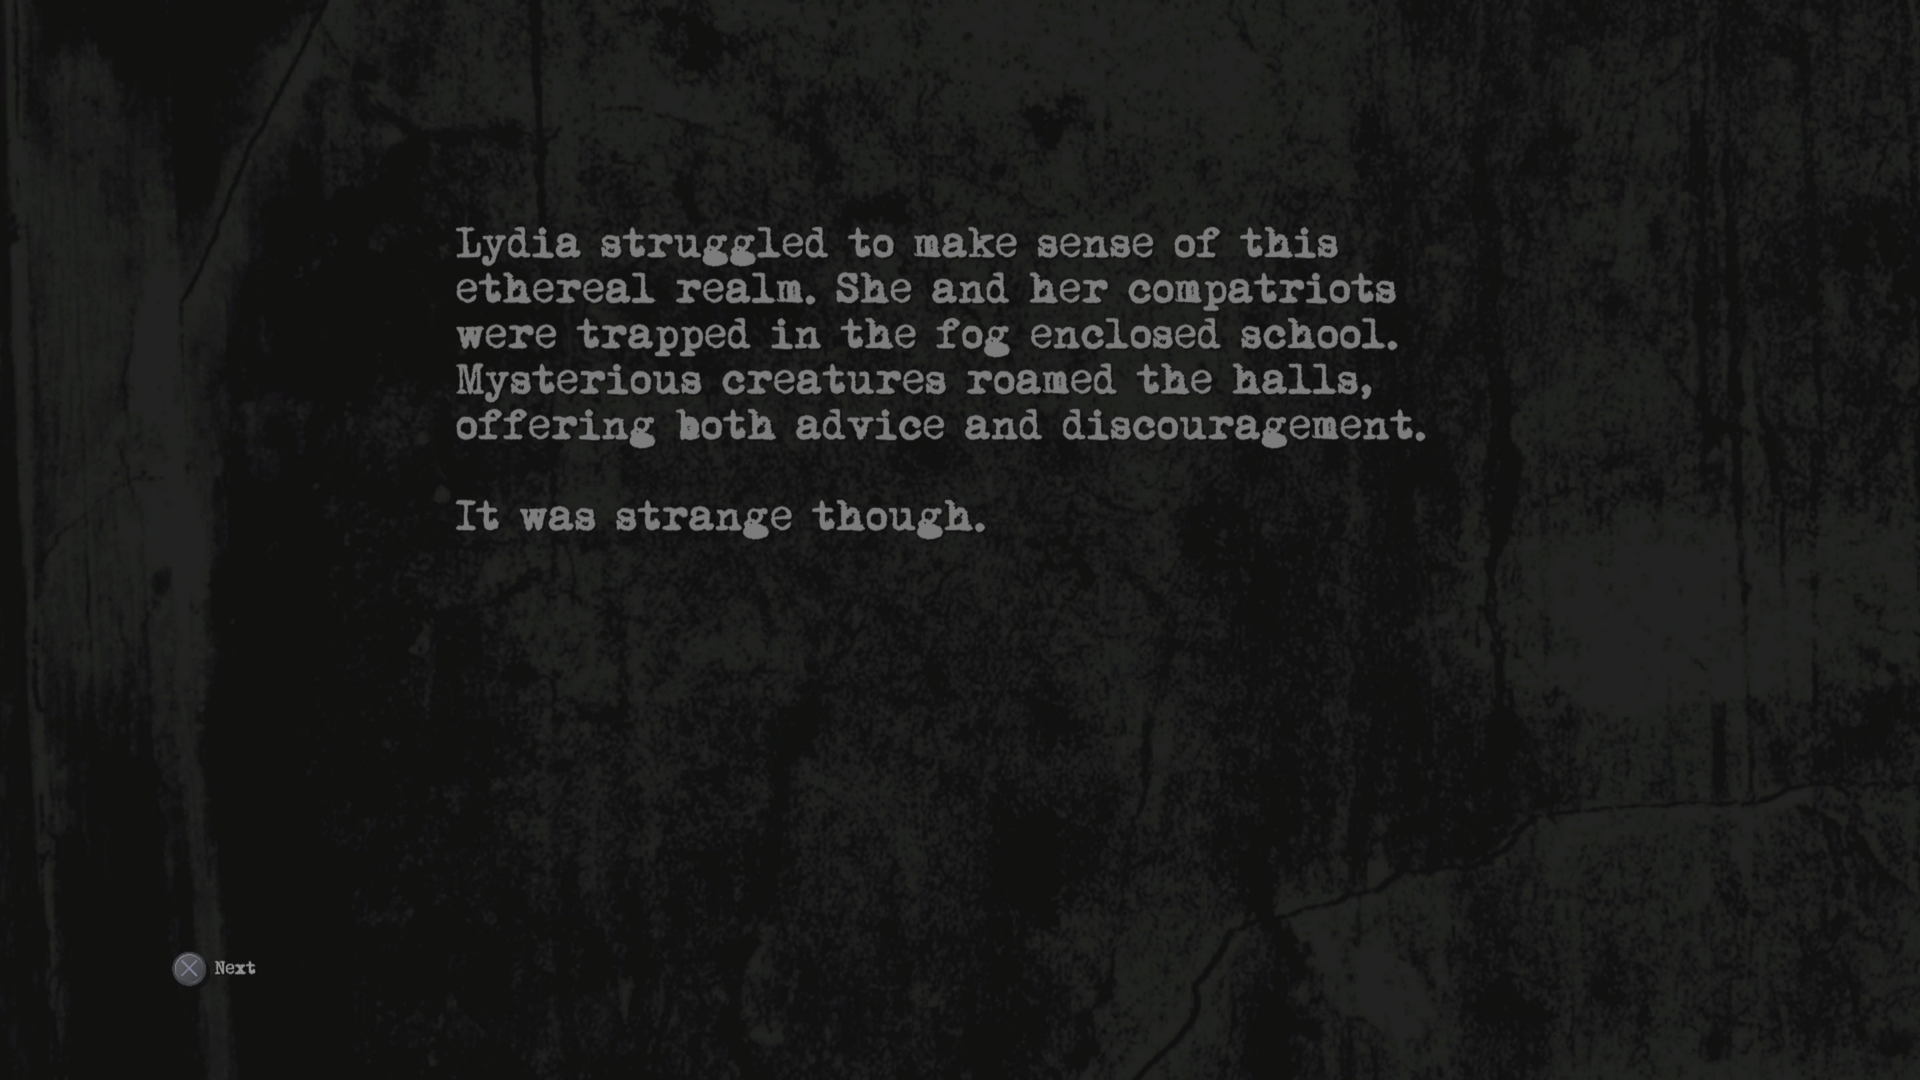 Lydia struggled to make sense of this
ethereal realm. She and her compatriots
were trapped in the fog enclosed school.
Mysterious creatures roamed the halls,
offering both advice and discouragement.
It was strange though.
Next